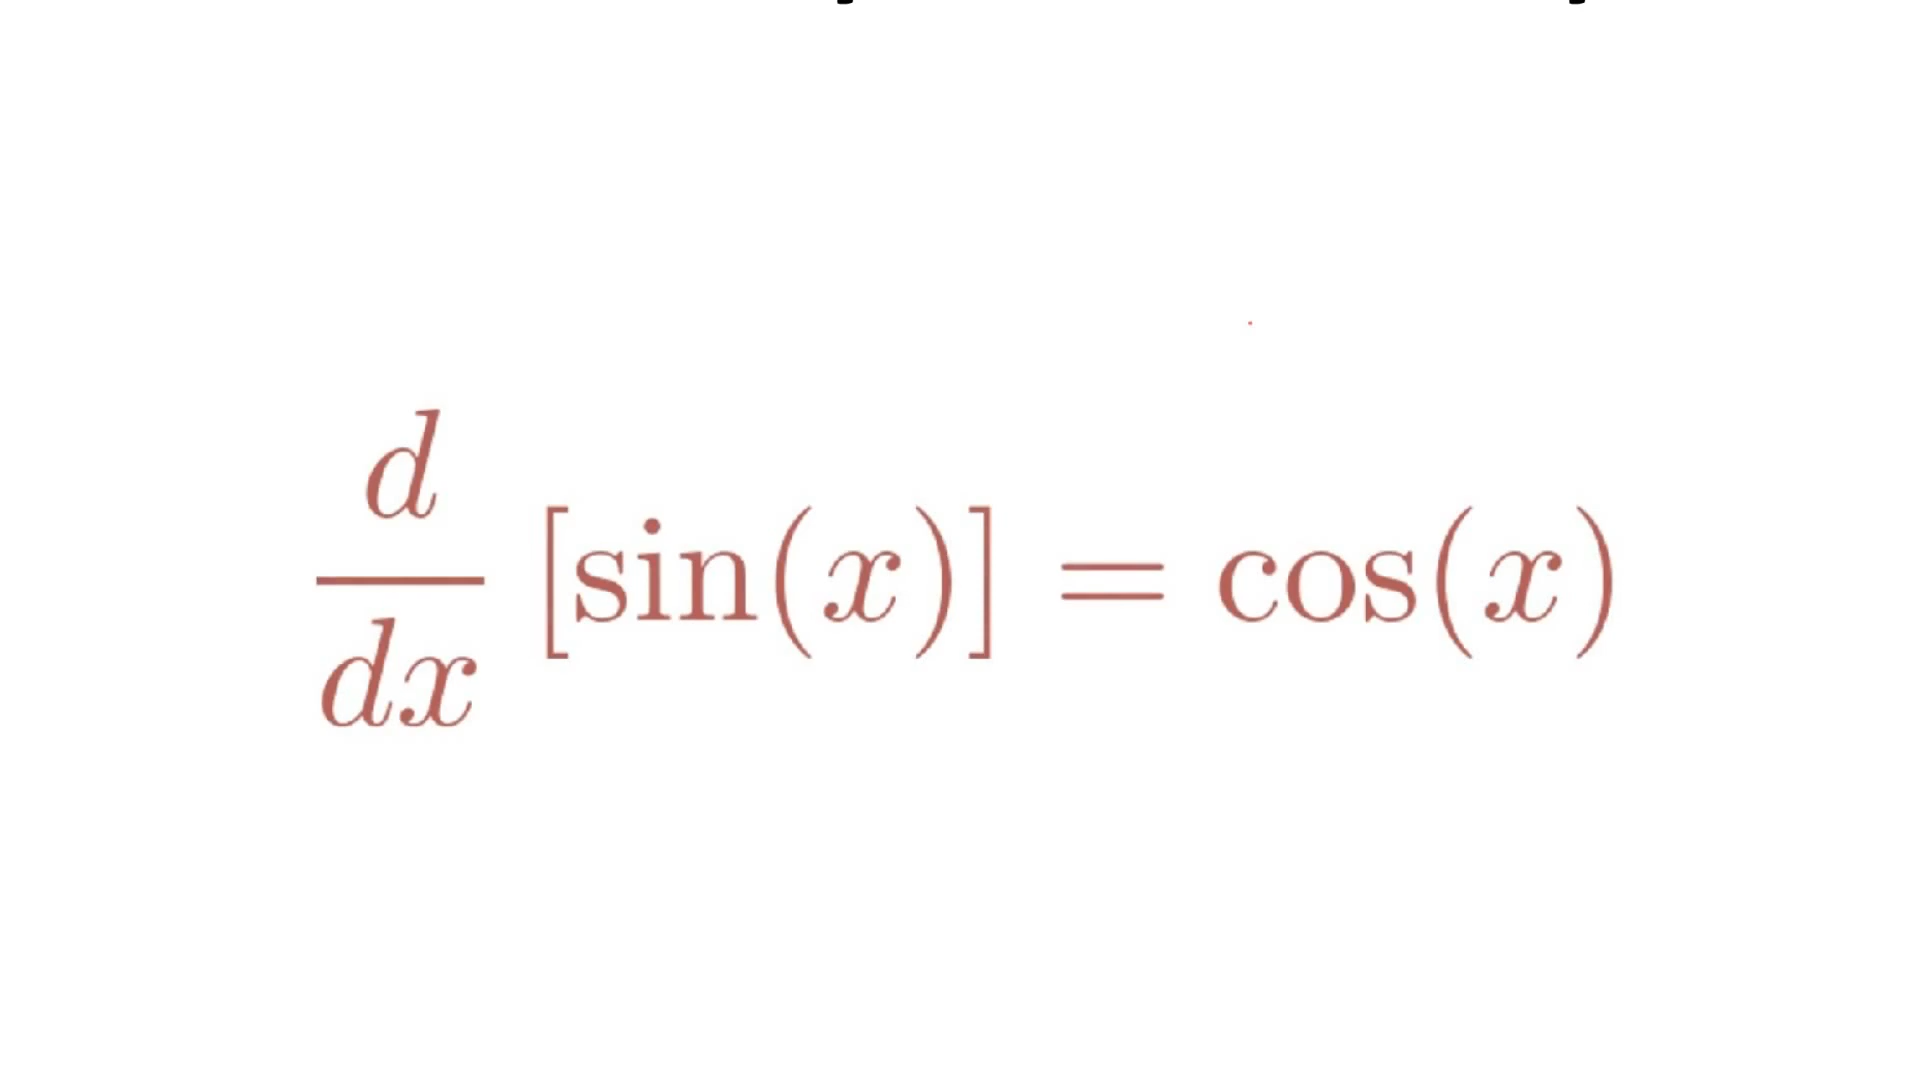 d/dx [sin(x)] = cos(x)